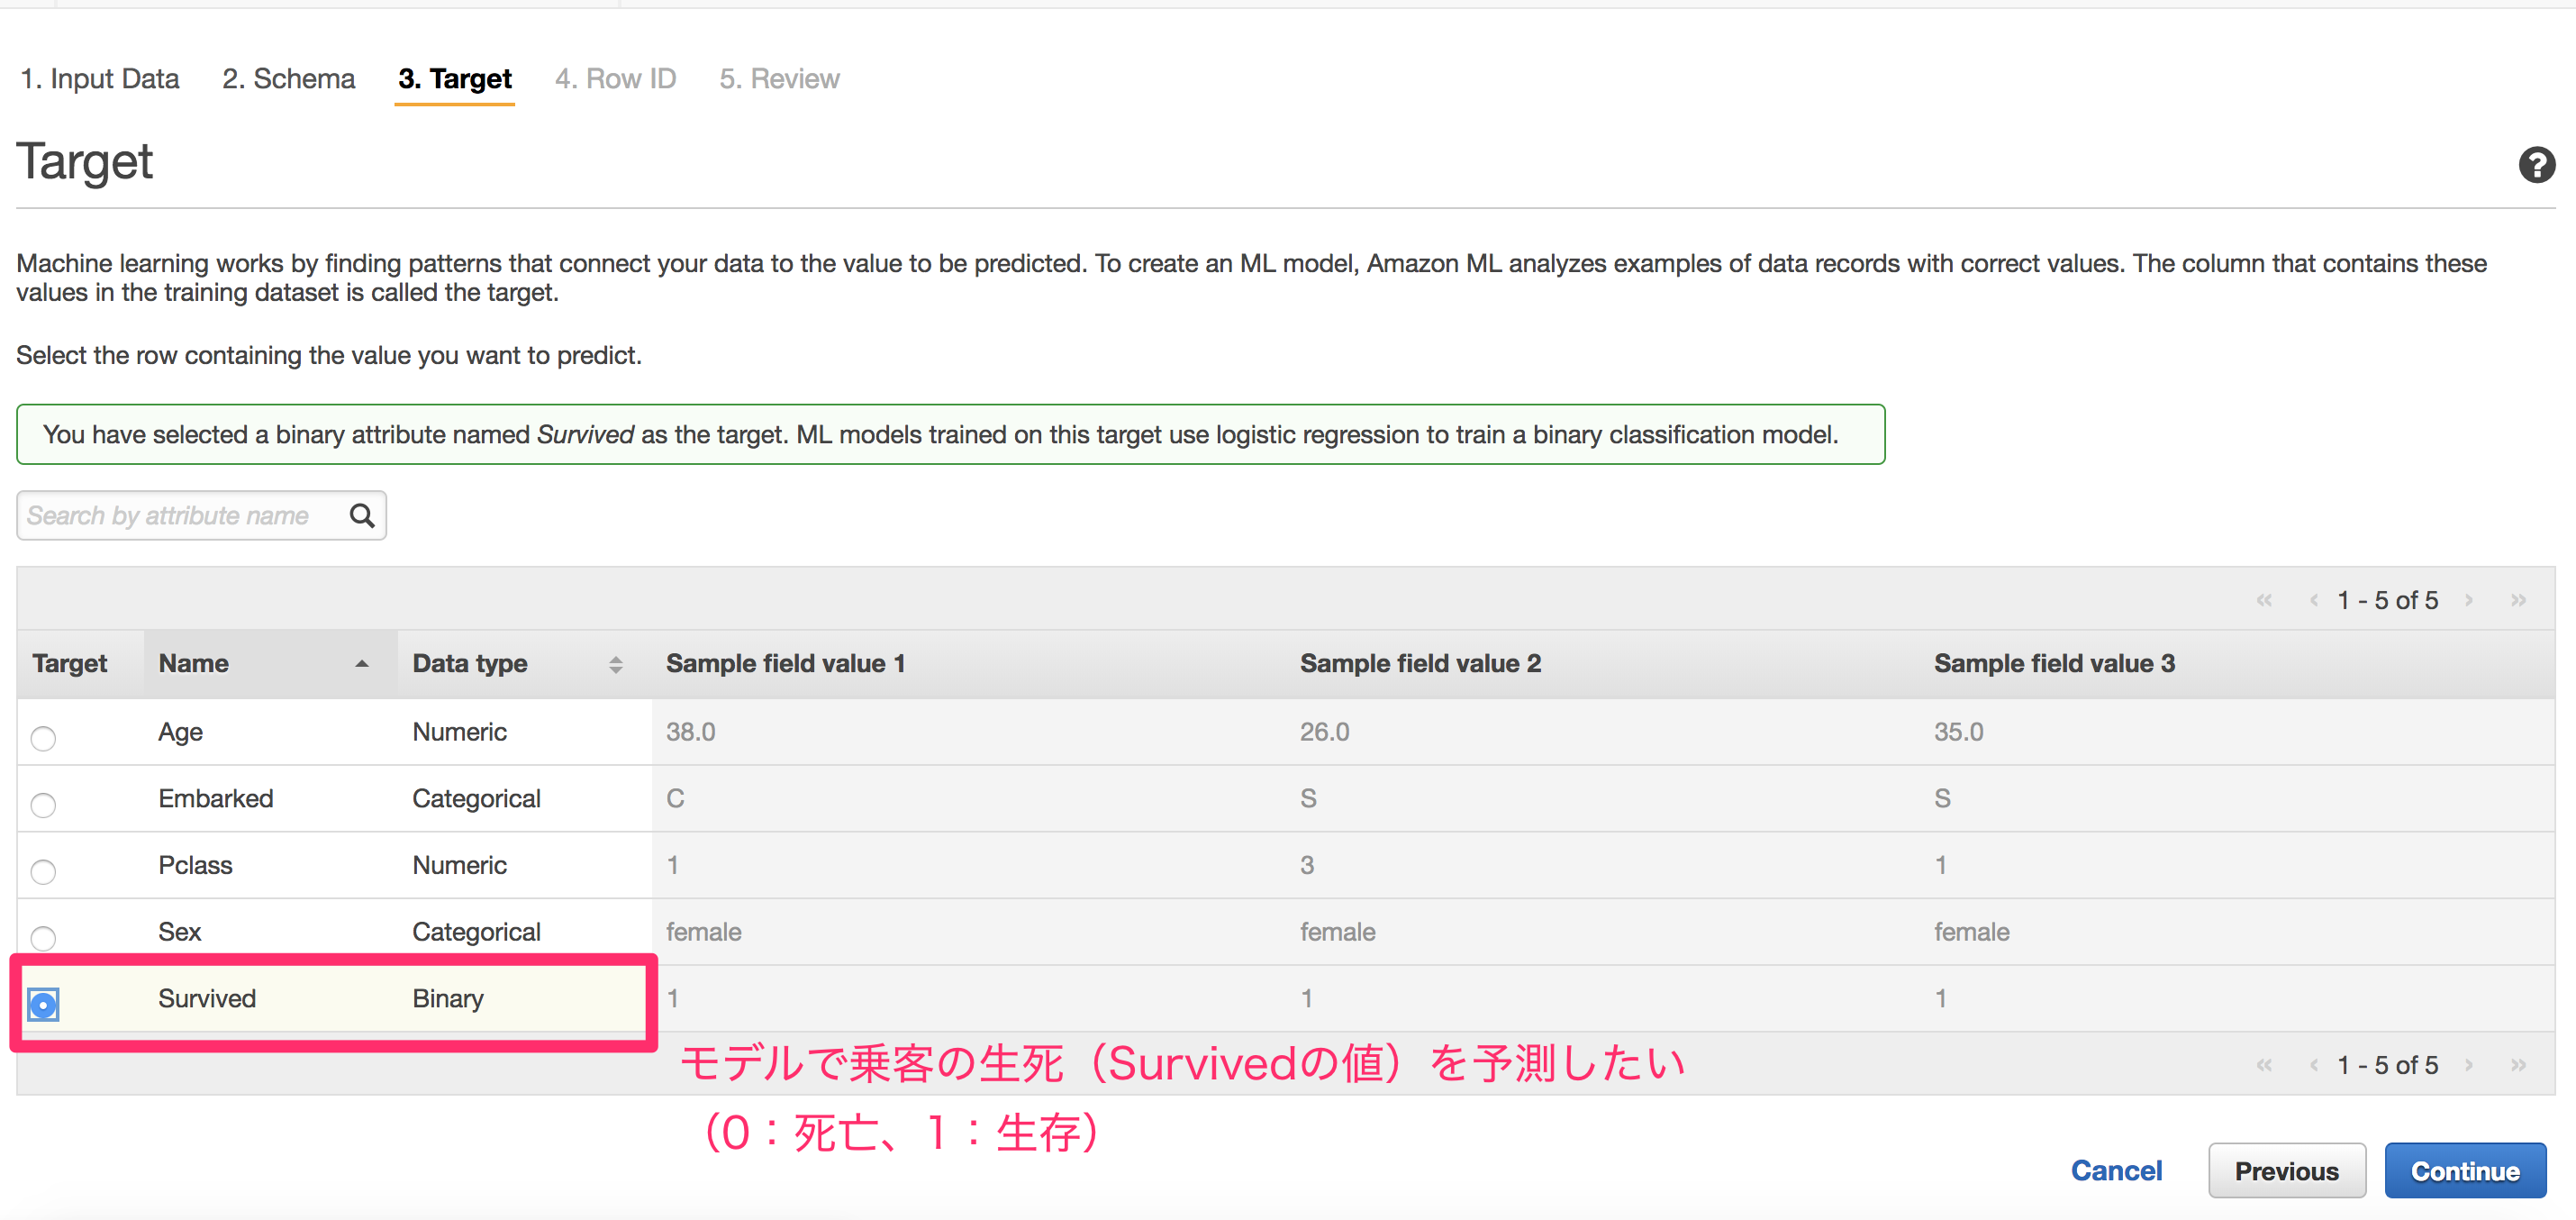 1. Input Data 2. Schema 3. Target 4. Row ID 5. Review
Target
?
Machine learning works by finding patterns that connect your data to the value to be predicted. To create an ML model, Amazon ML analyzes examples of data records with correct values. The column that contains these
values in the training dataset is called the target.
Select the row containing the value you want to predict.
You have selected a binary attribute named Survived as the target. ML models trained on this target use logistic regression to train a binary classification model.
Search by attribute name
« ‹ 1 - 5 of 5 › »
Target Name Data type Sample field value 1 Sample field value 2 Sample field value 3
Age Numeric 38.0 26.0 35.0
Embarked Categorical C S S
Pclass Numeric 1 3 1
Sex Categorical female female female
Survived Binary 1 1 1
モデルで乗客の生死（Survivedの値）を予測したい
« ‹ 1 - 5 of 5 › »
（0：死亡、1：生存）
Cancel Previous Continue